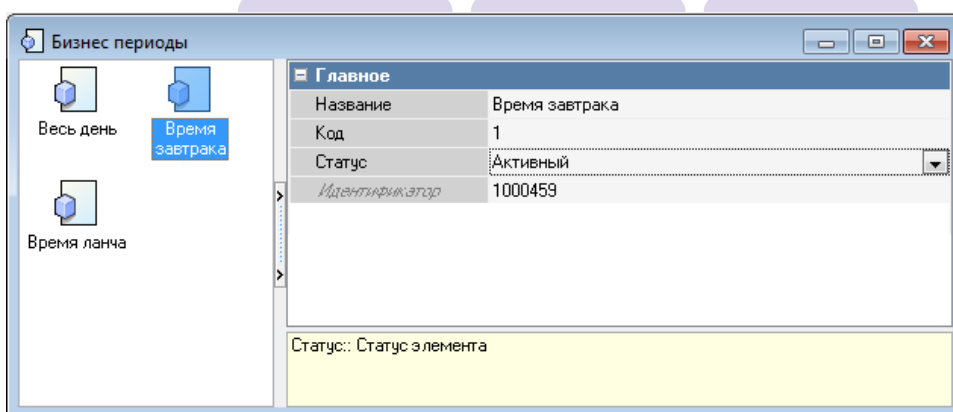 Бизнес периоды
Весь день
Время
завтрака
Время ланча
Главное
Название Время завтрака
Код 1
Статус Активный
Идентификатор 1000459
Статус:: Статус элемента